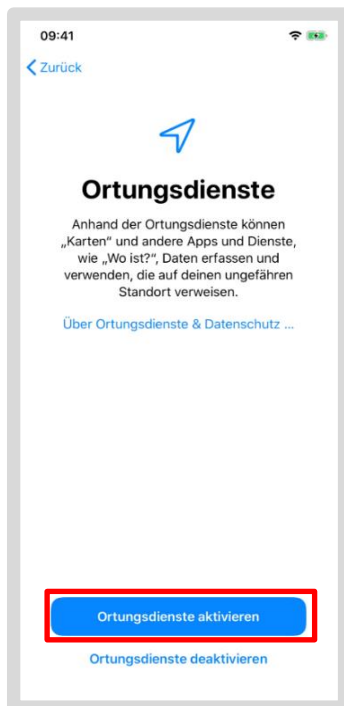 09:41
Zurück
Ortungsdienste
Anhand der Ortungsdienste können
„Karten" und andere Apps und Dienste,
wie „Wo ist?", Daten erfassen und
verwenden, die auf deinen ungefähren
Standort verweisen.
Über Ortungsdienste & Datenschutz ...
Ortungsdienste aktivieren
Ortungsdienste deaktivieren